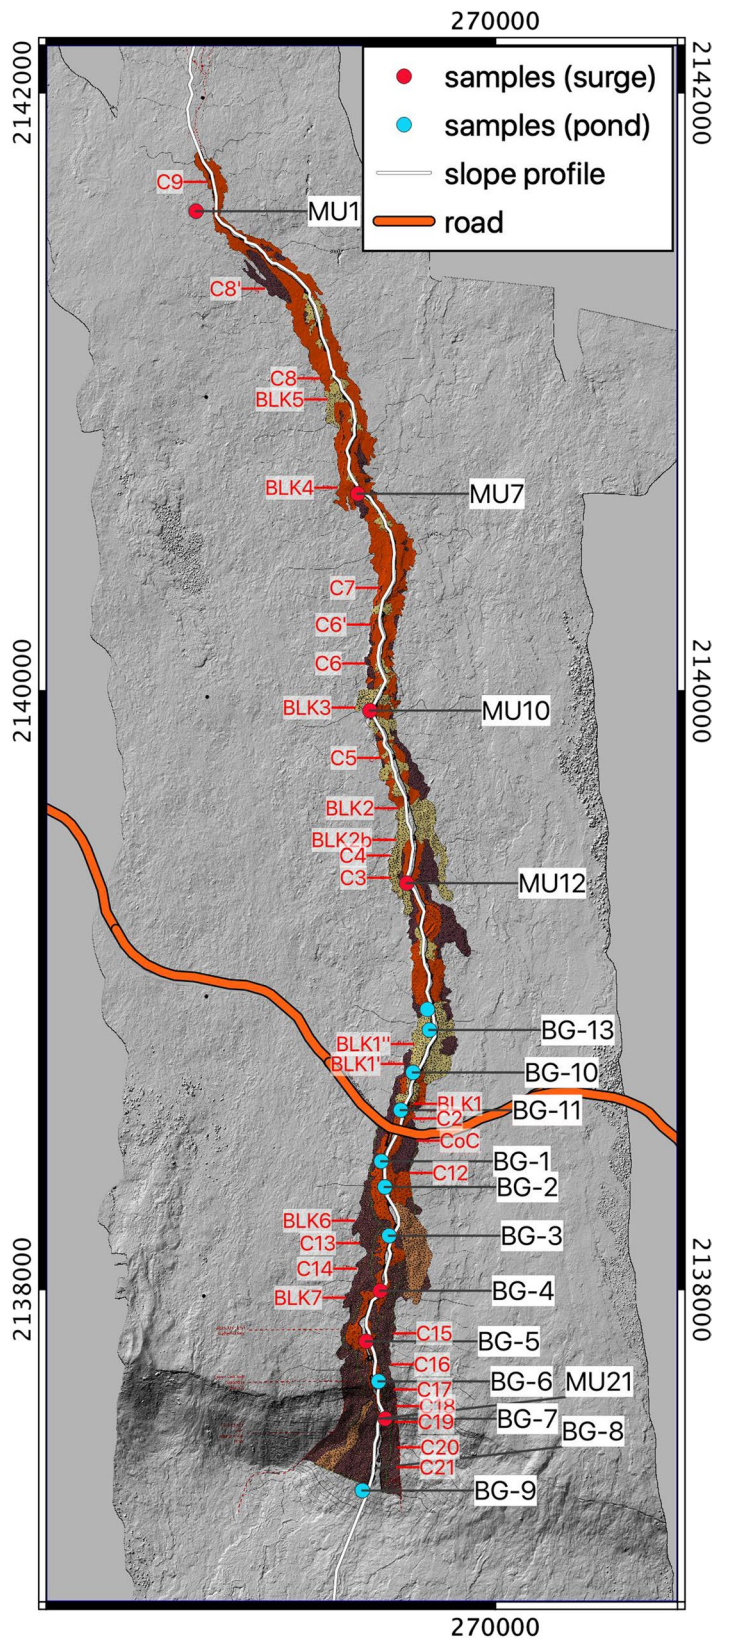 270000
2142000
2142000
samples (surge)
samples (pond)
slope profile
road
C9
MU1
C8'
C8
BLK5
BLK4
MU7
C7
C6'
C6
2140000
2140000
BLK3
MU10
C5
BLK2
BLK2b
C4
C3
MU12
BG-13
BLK1''
BLK1'
BG-10
BLK1
BG-11
C2
CoC
BG-1
C12
BG-2
BLK6
BG-3
C13
C14
2138000
2138000
BG-4
BLK7
C15
BG-5
C16
BG-6
MU21
C17
C18
C19
BG-7
BG-8
C20
C21
BG-9
270000